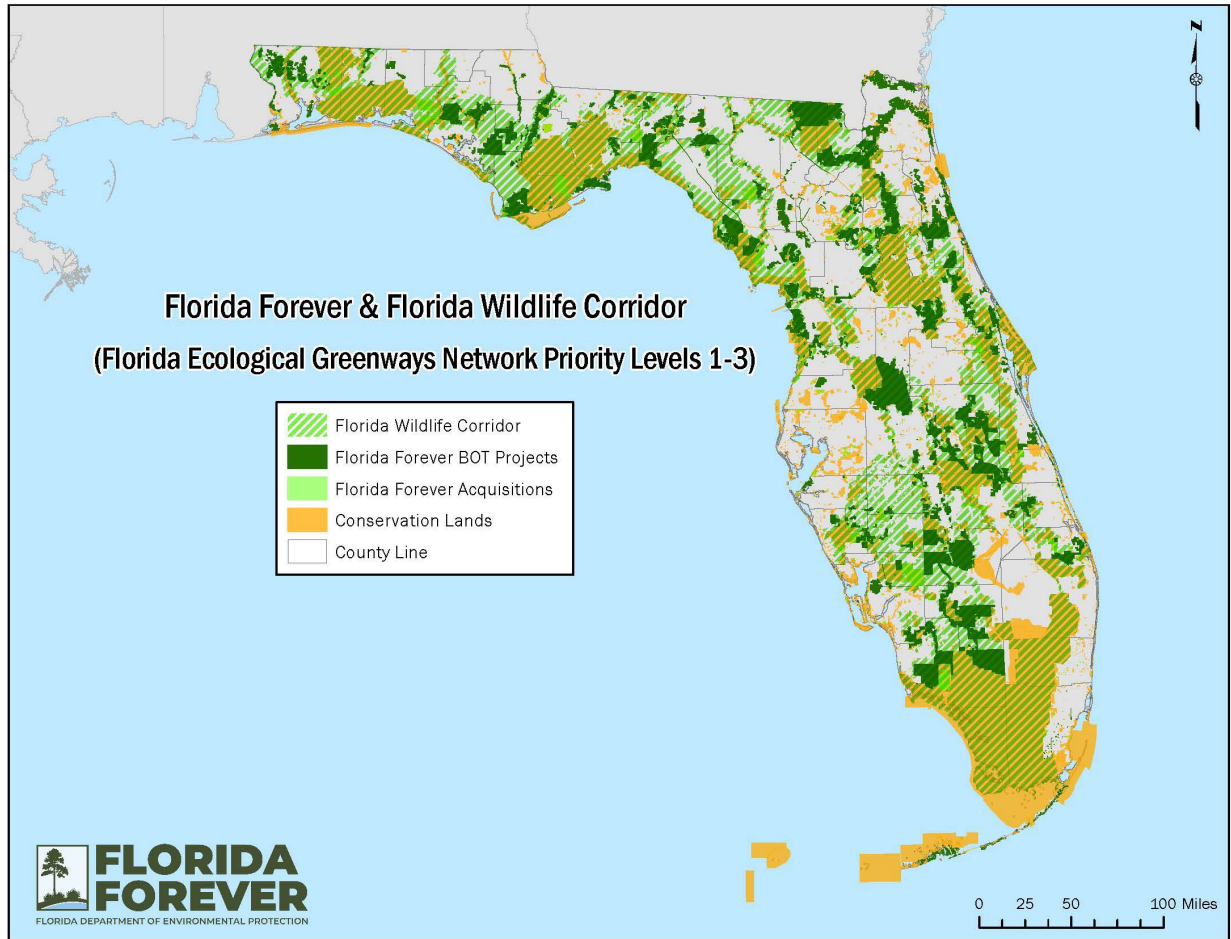 N
Florida Forever & Florida Wildlife Corridor
(Florida Ecological Greenways Network Priority Levels 1-3)
Florida Wildlife Corridor
Florida Forever BOT Projects
Florida Forever Acquisitions
Conservation Lands
County Line
FLORIDA
FOREVER
FLORIDA DEPARTMENT OF ENVIRONMENTAL PROTECTION
0 25 50 100 Miles